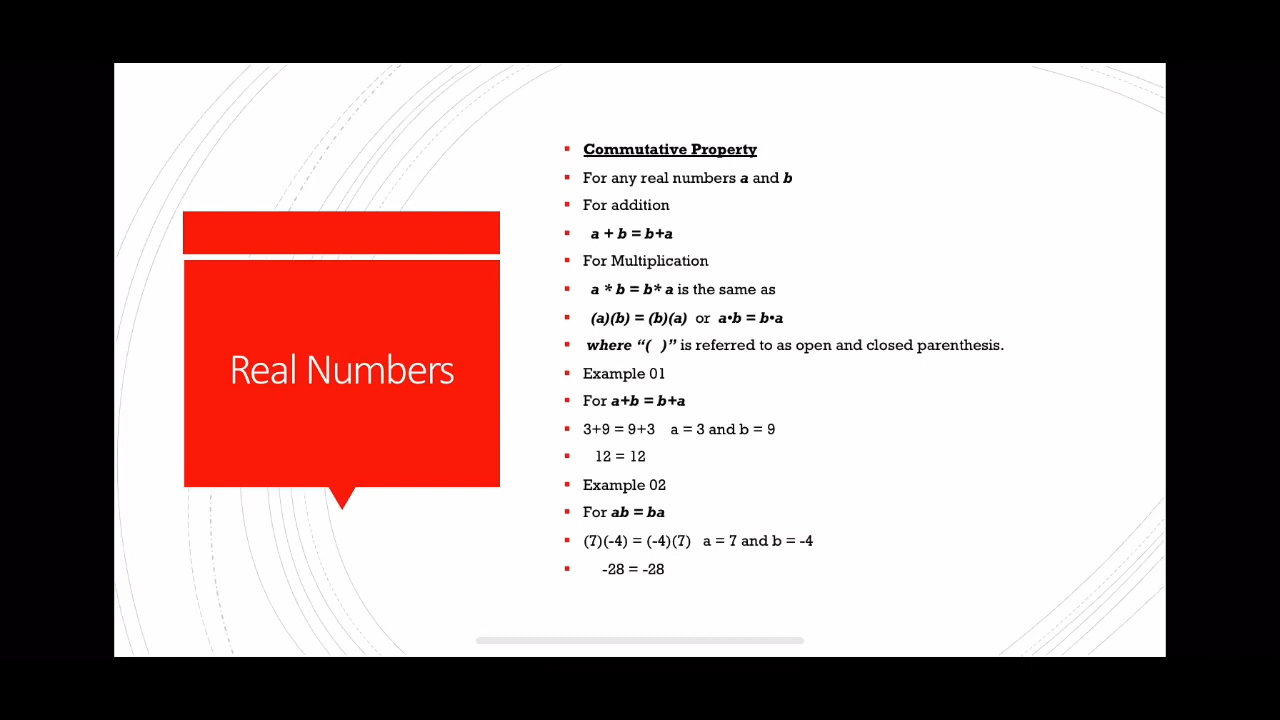 Real Numbers
Commutative Property
For any real numbers a and b
For addition
a + b = b+a
For Multiplication
a * b = b* a is the same as
(a)(b) = (b)(a) or a•b = b•a
where “( )” is referred to as open and closed parenthesis.
Example 01
For a+b = b+a
3+9 = 9+3 a = 3 and b = 9
12 = 12
Example 02
For ab = ba
(7)(-4) = (-4)(7) a = 7 and b = -4
-28 = -28